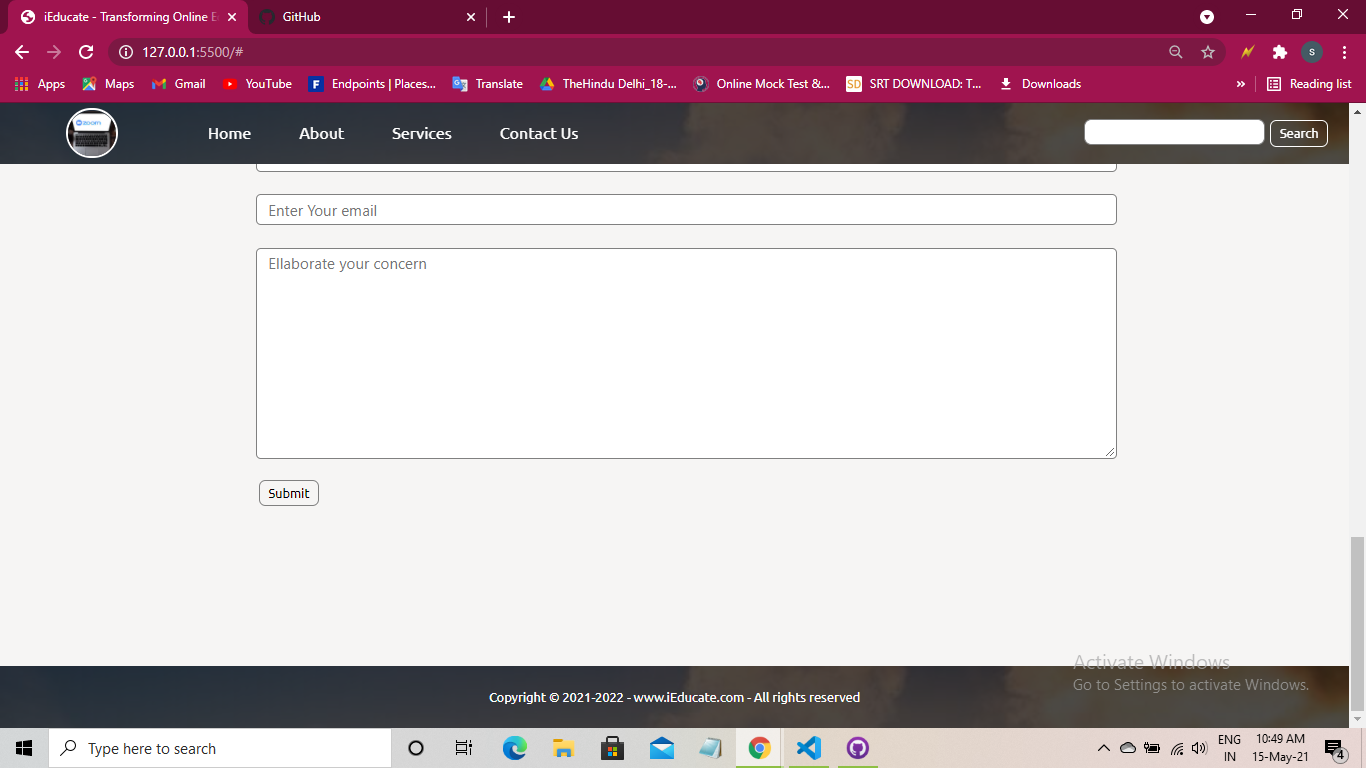 iEducate - Transforming Online E
GitHub
127.0.0.1:5500/#
S
Apps
Maps
Gmail
YouTube
F
Endpoints | Places...
Translate
TheHindu Delhi_18-...
Online Mock Test &...
SD
SRT DOWNLOAD: T...
Downloads
»
Reading list
zoom
Home
About
Services
Contact Us
Search
Enter Your email
Ellaborate your concern
Submit
Activate Windows
Go to Settings to activate Windows.
Copyright © 2021-2022 - www.iEducate.com - All rights reserved
Type here to search
ENG
IN
10:49 AM
15-May-21
4